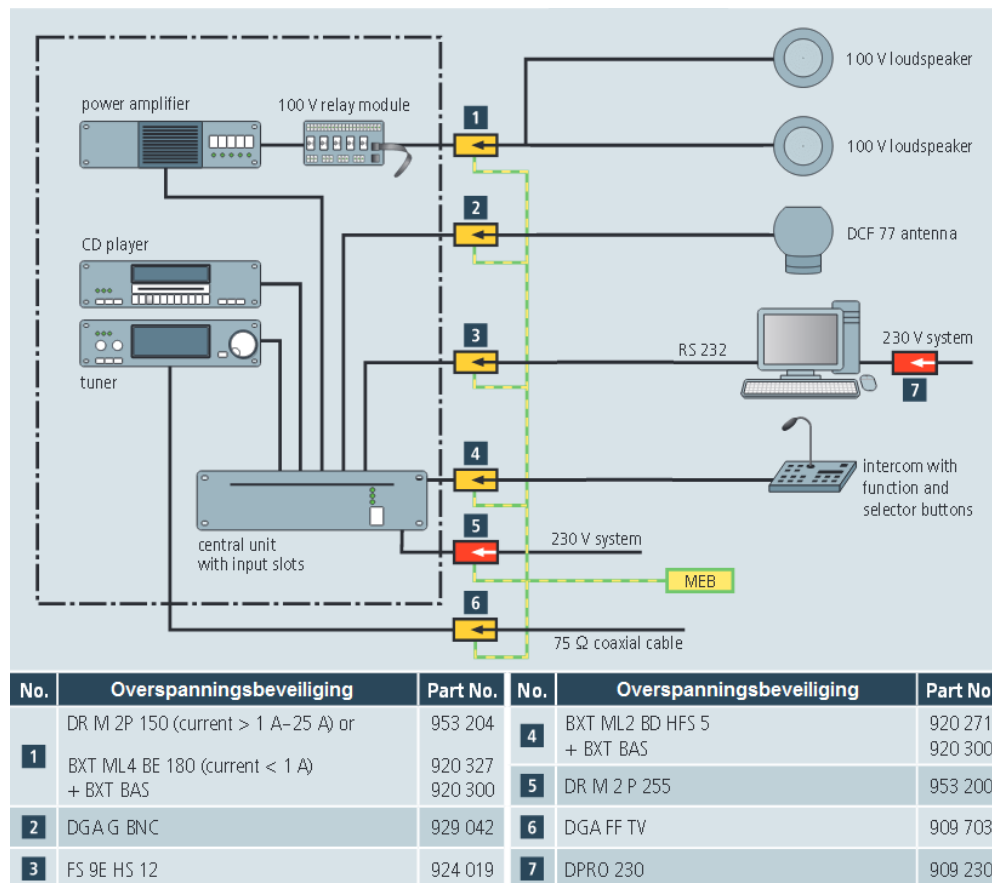 100 V loudspeaker
power amplifier
100 V relay module
1
100 V loudspeaker
2
CD player
DCF 77 antenna
3
RS 232
230 V system
tuner
7
4
intercom with
function and
selector buttons
5
central unit
with input slots
230 V system
MEB
6
75 Ω coaxial cable
No. Overspanningsbeveiliging Part No. No. Overspanningsbeveiliging Part No
1 DR M 2P 150 (current > 1 A–25 A) or 953 204
BXT ML4 BE 180 (current < 1 A) 920 327
+ BXT BAS 920 300
2 DGA G BNC 929 042
3 FS 9E HS 12 924 019
4 BXT ML2 BD HFS 5 920 271
+ BXT BAS 920 300
5 DR M 2 P 255 953 200
6 DGA FF TV 909 703
7 DPRO 230 909 230